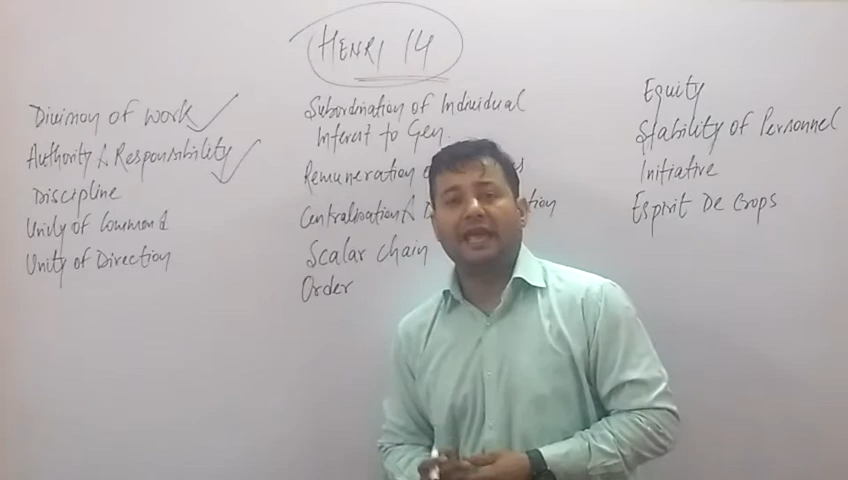 HENRI 14
Division of Work
Authority & Responsibility
Discipline
Unity of Command
Unity of Direction
Subordination of Individual
Interest to Gen.
Remuneration
Centralisation &
Scalar Chain
Order
Equity
Stability of Personnel
Initiative
Esprit De Crops